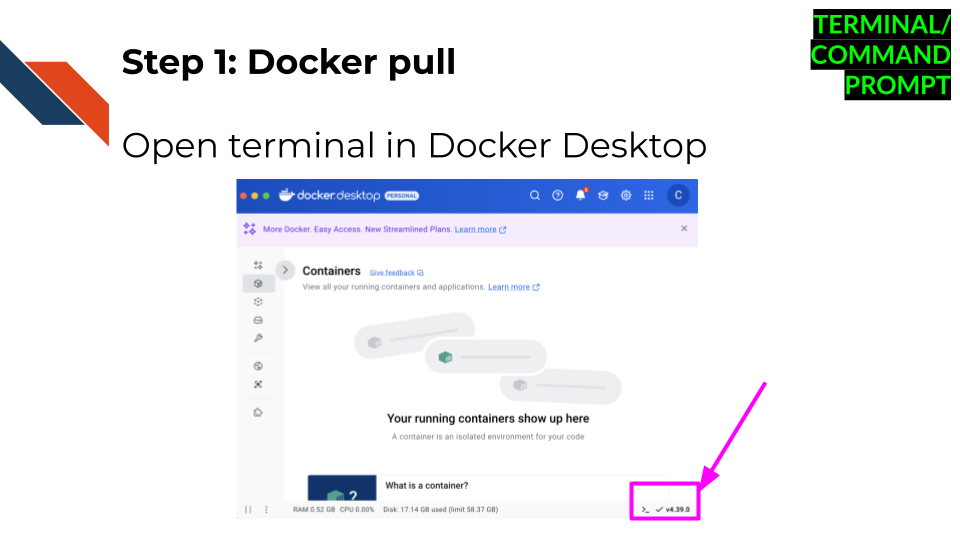 TERMINAL/
COMMAND
PROMPT
Step 1: Docker pull
Open terminal in Docker Desktop
docker.desktop PERSONAL
C
More Docker. Easy Access. New Streamlined Plans. Learn more
Containers Give feedback
View all your running containers and applications. Learn more
Your running containers show up here
A container is an isolated environment for your code
What is a container?
?
RAM 0.52 GB CPU 0.00% Disk: 17.14 GB used (limit 58.37 GB) >_ v4.39.0